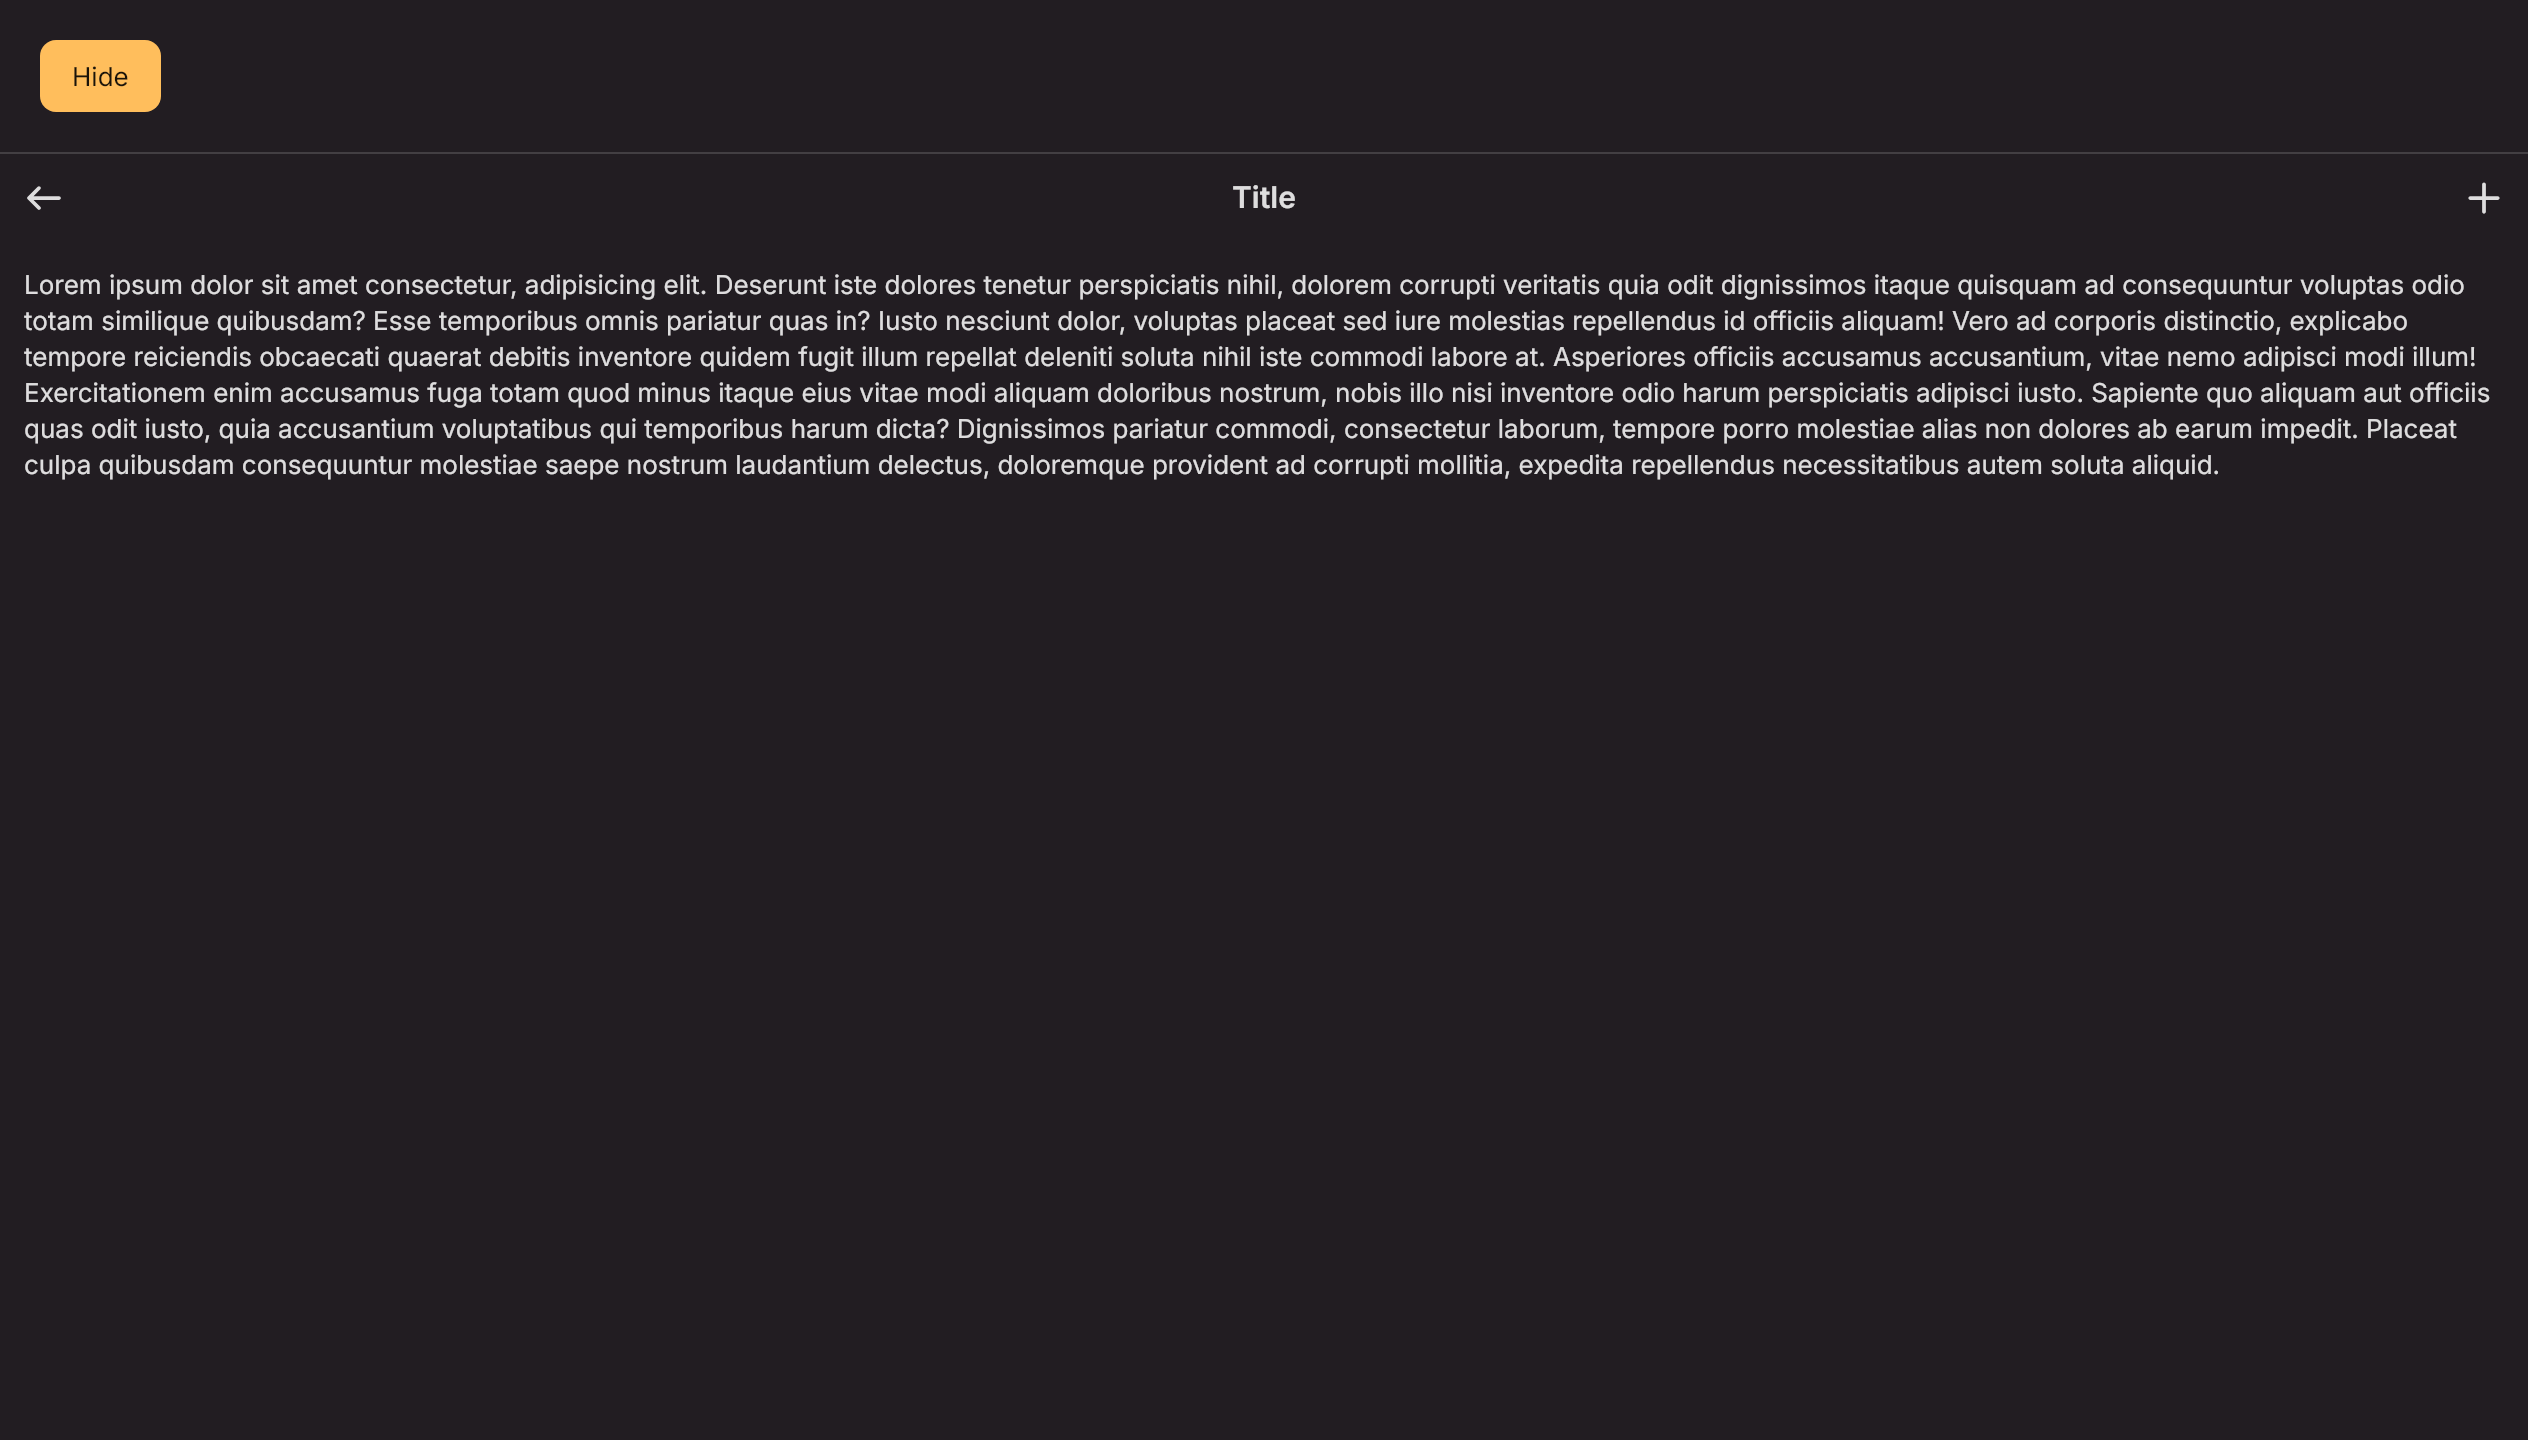 Hide
Title
Lorem ipsum dolor sit amet consectetur, adipisicing elit. Deserunt iste dolores tenetur perspiciatis nihil, dolorem corrupti veritatis quia odit dignissimos itaque quisquam ad consequuntur voluptas odio
totam similique quibusdam? Esse temporibus omnis pariatur quas in? Iusto nesciunt dolor, voluptas placeat sed iure molestias repellendus id officiis aliquam! Vero ad corporis distinctio, explicabo
tempore reiciendis obcaecati quaerat debitis inventore quidem fugit illum repellat deleniti soluta nihil iste commodi labore at. Asperiores officiis accusamus accusantium, vitae nemo adipisci modi illum!
Exercitationem enim accusamus fuga totam quod minus itaque eius vitae modi aliquam doloribus nostrum, nobis illo nisi inventore odio harum perspiciatis adipisci iusto. Sapiente quo aliquam aut officiis
quas odit iusto, quia accusantium voluptatibus qui temporibus harum dicta? Dignissimos pariatur commodi, consectetur laborum, tempore porro molestiae alias non dolores ab earum impedit. Placeat
culpa quibusdam consequuntur molestiae saepe nostrum laudantium delectus, doloremque provident ad corrupti mollitia, expedita repellendus necessitatibus autem soluta aliquid.